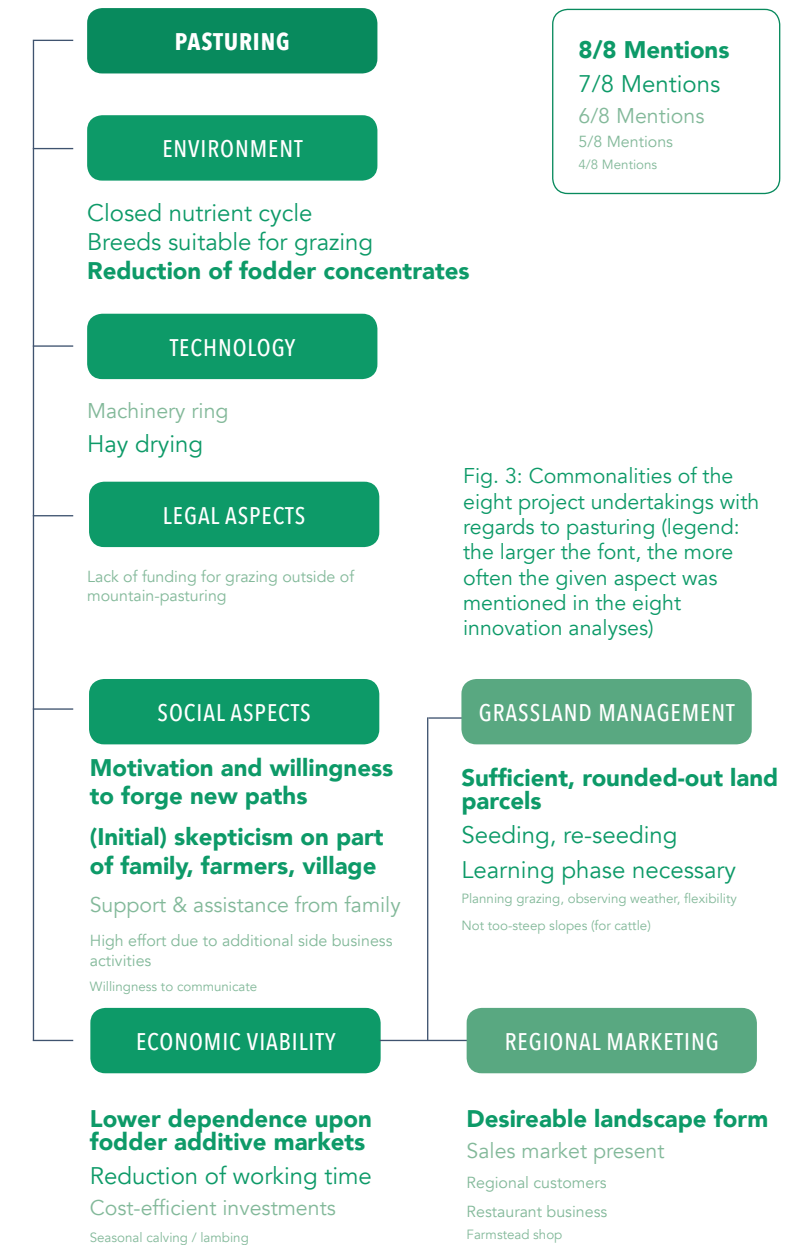 PASTURING
8/8 Mentions
7/8 Mentions
6/8 Mentions
5/8 Mentions
4/8 Mentions
ENVIRONMENT
Closed nutrient cycle
Breeds suitable for grazing
Reduction of fodder concentrates
TECHNOLOGY
Machinery ring
Hay drying
LEGAL ASPECTS
Lack of funding for grazing outside of
mountain-pasturing
Fig. 3: Commonalities of the
eight project undertakings with
regards to pasturing (legend:
the larger the font, the more
often the given aspect was
mentioned in the eight
innovation analyses)
SOCIAL ASPECTS
Motivation and willingness
to forge new paths
(Initial) skepticism on part
of family, farmers, village
Support & assistance from family
High effort due to additional side business
activities
Willingness to communicate
GRASSLAND MANAGEMENT
Sufficient, rounded-out land
parcels
Seeding, re-seeding
Learning phase necessary
Planning grazing, observing weather, flexibility
Not too-steep slopes (for cattle)
ECONOMIC VIABILITY
Lower dependence upon
fodder additive markets
Reduction of working time
Cost-efficient investments
Seasonal calving / lambing
REGIONAL MARKETING
Desireable landscape form
Sales market present
Regional customers
Restaurant business
Farmstead shop